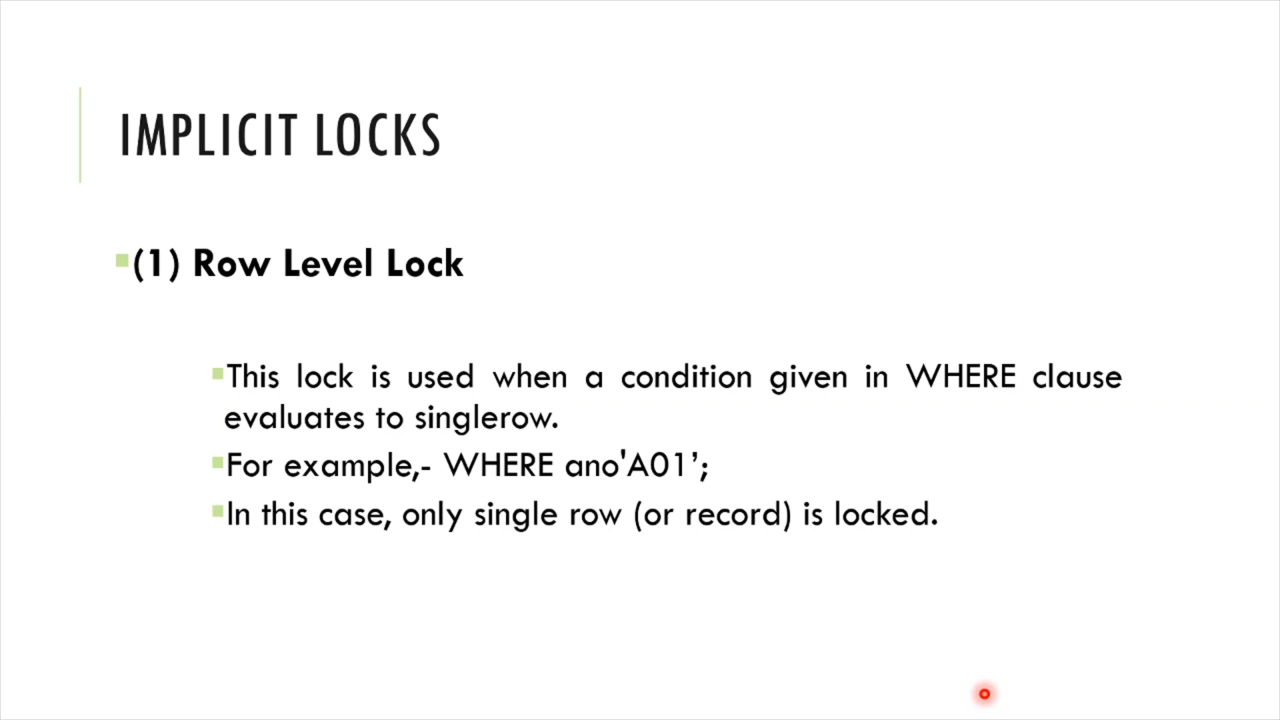 IMPLICIT LOCKS
(1) Row Level Lock
This lock is used when a condition given in WHERE clause
evaluates to singlerow.
For example,- WHERE ano'A01’;
In this case, only single row (or record) is locked.